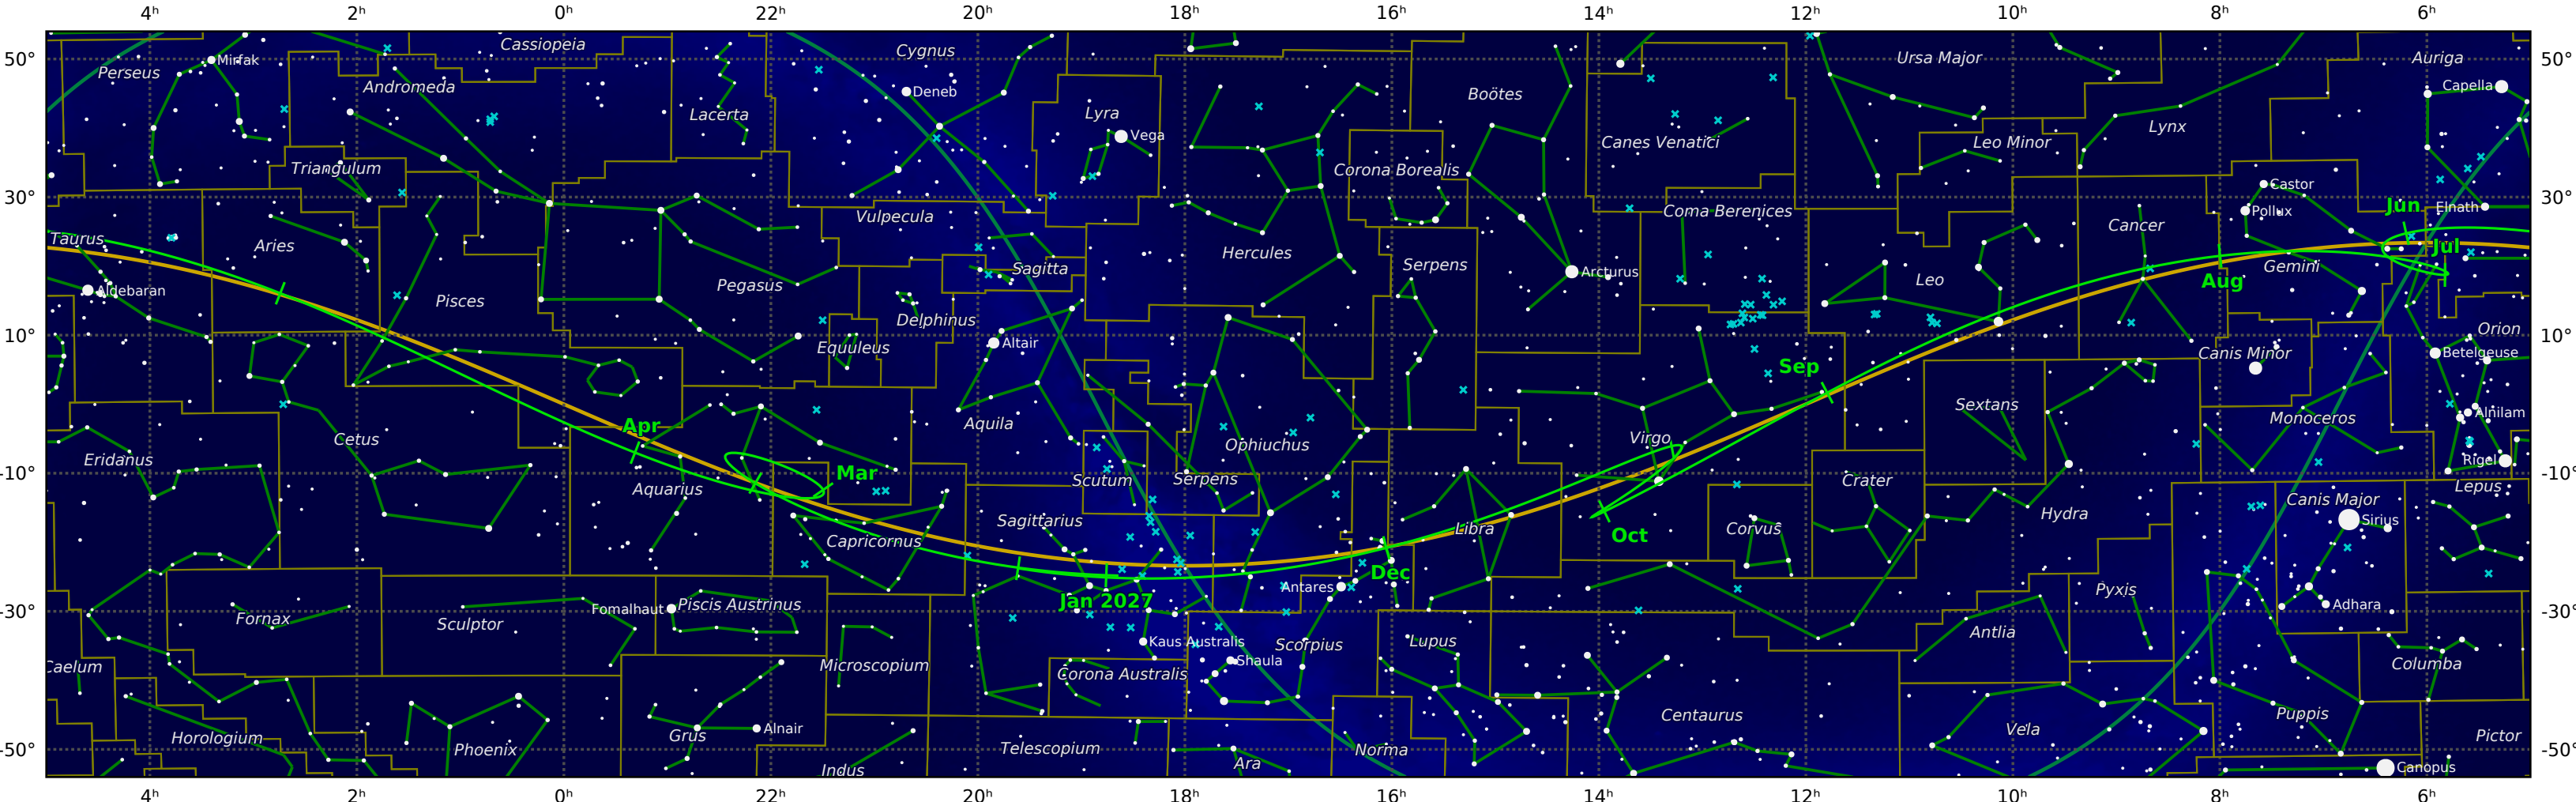 4ʰ 2ʰ 0ʰ 22ʰ 20ʰ 18ʰ 16ʰ 14ʰ 12ʰ 10ʰ 8ʰ 6ʰ
Cassiopeia Cygnus Ursa Major Auriga
50° Perseus Mirfak 50°
Andromeda Deneb Boötes Capella
Lacerta Lyra
Vega Canes Venatici Leo Minor Lynx
Triangulum Corona Borealis
Castor
30° 30°
Vulpecula Coma Berenices Pollux Jun Elnath
Taurus Aries Hercules Cancer Jul
Sagitta Serpens Arcturus Gemini
Aldebaran Pisces Pegasus Leo Aug
Delphinus
10° Equuleus Altair Orion 10°
Canis Minor Betelgeuse
Sep
Apr Aquila Sextans Alnilam
Cetus Ophiuchus Virgo Monoceros
Eridanus Rigel
-10° Mar -10°
Aquarius Scutum Serpens Crater Lepus
Sagittarius Canis Major
Capricornus Libra Oct Corvus Hydra Sirius
Dec
Antares
Jan 2027 Pyxis
-30° Fornax Sculptor Fomalhaut Piscis Austrinus Adhara -30°
Kaus Australis Scorpius Lupus Antlia
Caelum Microscopium Corona Australis Shaula Columba
Horologium Phoenix Grus Alnair Centaurus Vela Puppis
-50° Telescopium Norma Pictor -50°
Indus Ara Canopus
4ʰ 2ʰ 0ʰ 22ʰ 20ʰ 18ʰ 16ʰ 14ʰ 12ʰ 10ʰ 8ʰ 6ʰ